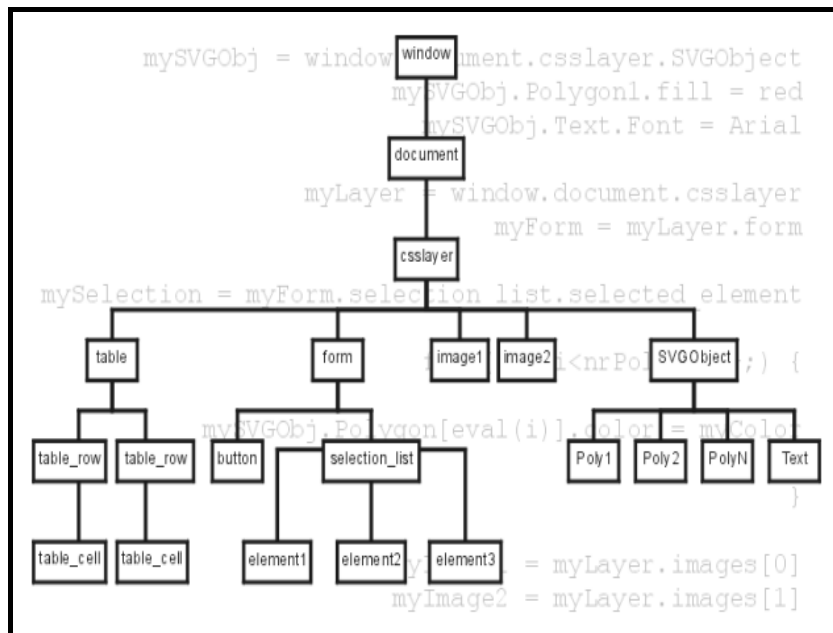 mySVGObj = window document.csslayer.SVGObject
window
mySVGObj.Polygon1.fill = red
mySVGObj.Text.Font = Arial
document
myLayer = window.document.csslayer
myForm = myLayer.form
csslayer
mySelection = myForm.selection list.selected element
table form image1 image2 SVGObject
i<nrPol ;) {
mySVGObj.Polygon[eval(i)].color = myColor
table_row table_row button selection_list Poly1 Poly2 PolyN Text
}
table_cell table_cell element1 element2 element3
= myLayer.images[0]
myImage2 = myLayer.images[1]